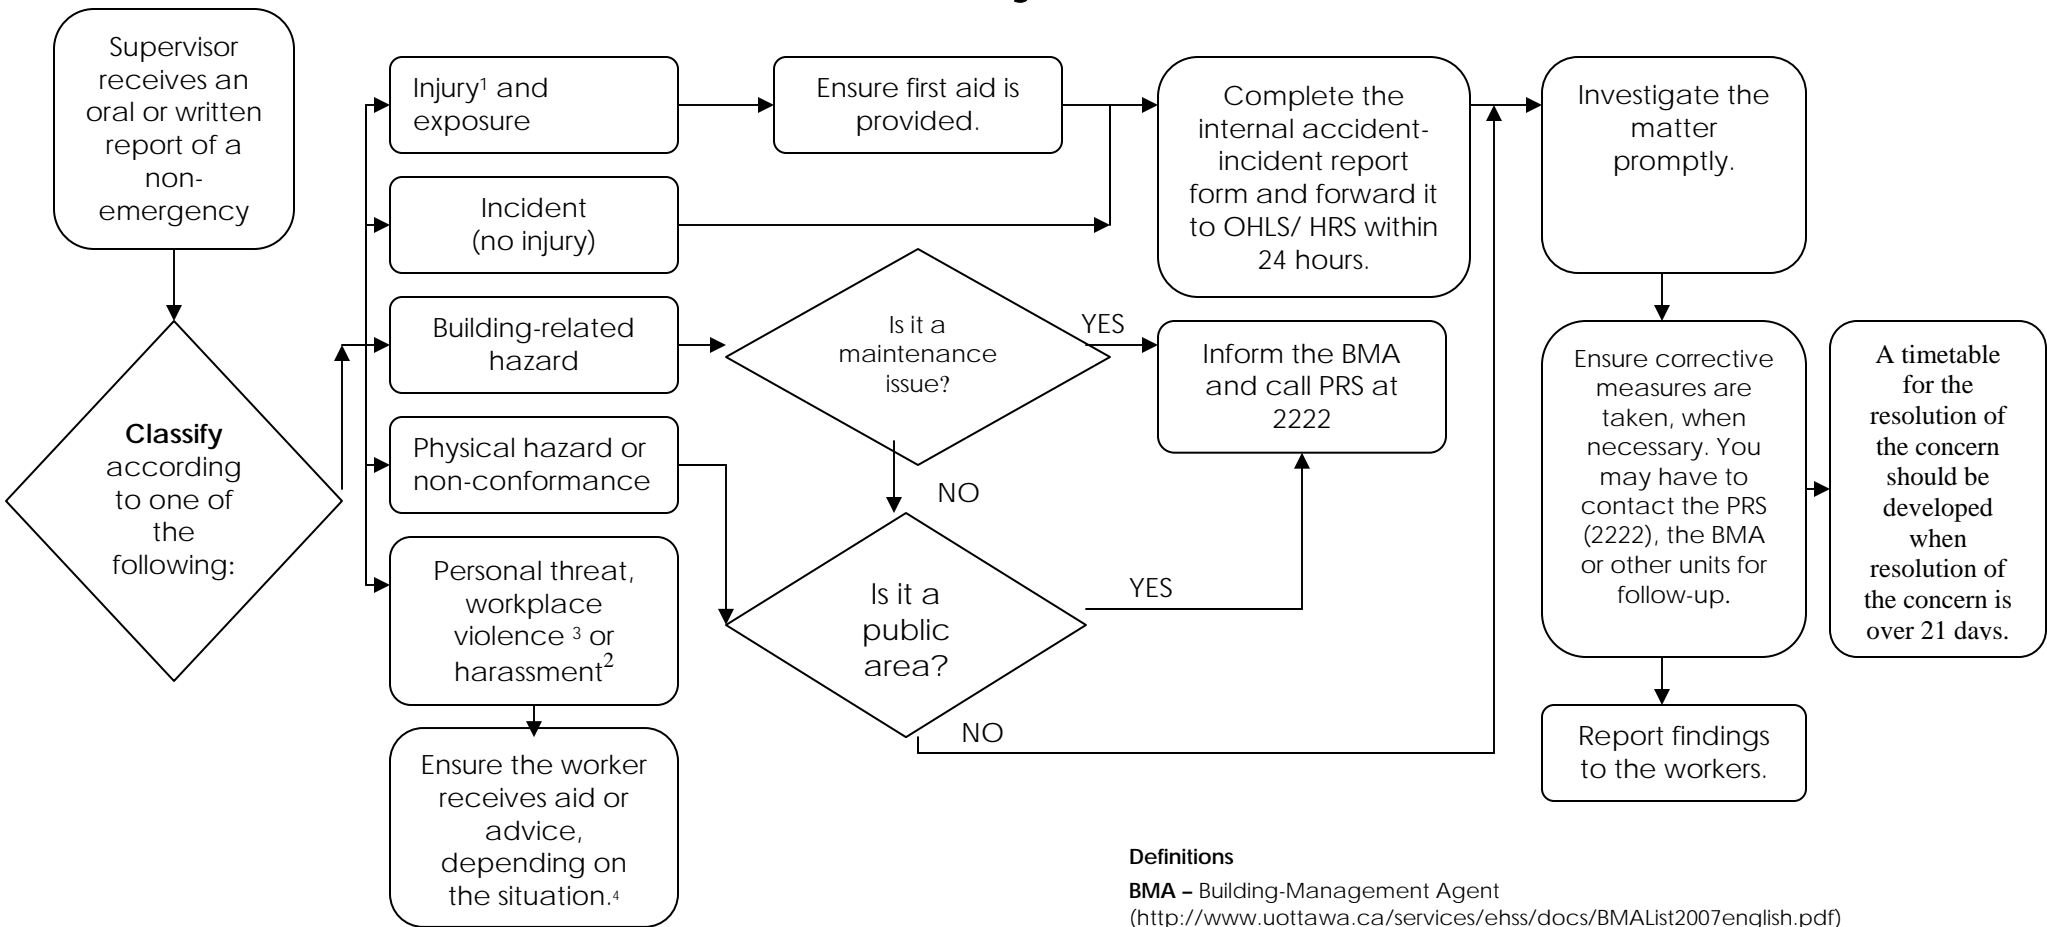 Supervisor
receives an
oral or written
report of a
non-
emergency
Classify
according
to one of
the
following:
Injury¹ and
exposure
Ensure first aid is
provided.
Complete the
internal accident-
incident report
form and forward it
to OHLS/ HRS within
24 hours.
Investigate the
matter
promptly.
Incident
(no injury)
Building-related
hazard
Is it a
maintenance
issue?
YES
NO
Inform the BMA
and call PRS at
2222
Physical hazard or
non-conformance
Is it a
public
area?
YES
NO
Personal threat,
workplace
violence ³ or
harassment²
Ensure the worker
receives aid or
advice,
depending on
the situation.⁴
Ensure corrective
measures are
taken, when
necessary. You
may have to
contact the PRS
(2222), the BMA
or other units for
follow-up.
A timetable
for the
resolution of
the concern
should be
developed
when
resolution of
the concern is
over 21 days.
Report findings
to the workers.
Definitions
BMA – Building-Management Agent
(http://www.uottawa.ca/services/ehss/docs/BMAList2007english.pdf)